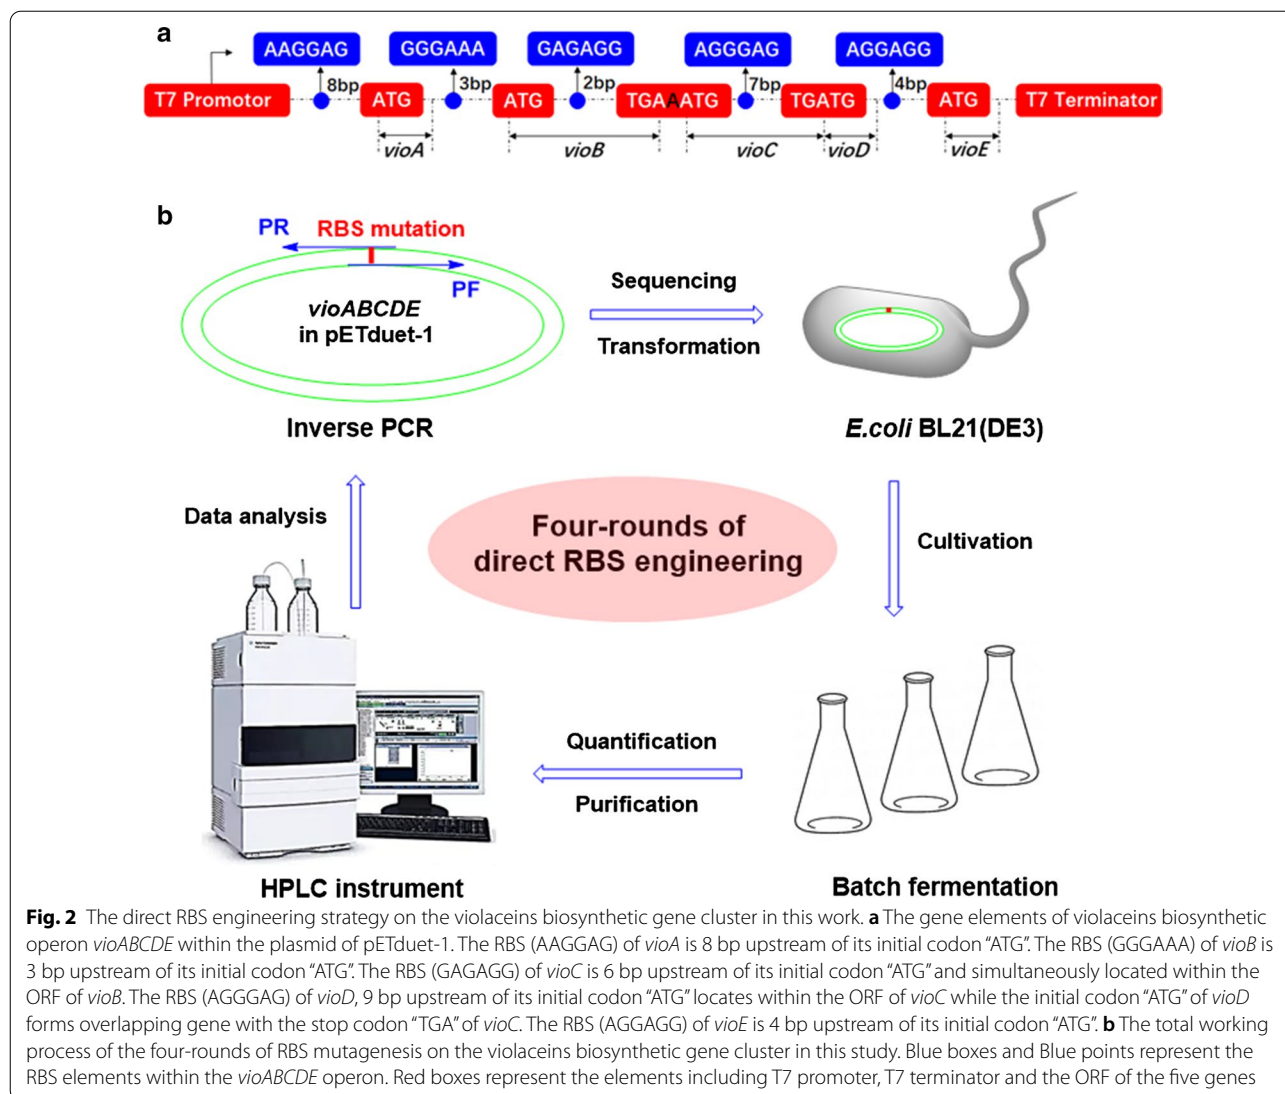 a
AAGGAG GGGAAA GAGAGG AGGGAG AGGAGG
8bp 3bp 2bp 7bp 4bp
T7 Promotor ATG ATG TGAAATG TGATG ATG T7 Terminator
vioA vioB vioC vioD vioE
b
PR RBS mutation
PF
vioABCDE
in pETduet-1
Inverse PCR
Sequencing
Transformation
E.coli BL21(DE3)
Data analysis
Four-rounds of
direct RBS engineering
Cultivation
Quantification
Purification
HPLC instrument
Batch fermentation
Fig. 2 The direct RBS engineering strategy on the violaceins biosynthetic gene cluster in this work. a The gene elements of violaceins biosynthetic
operon vioABCDE within the plasmid of pETduet-1. The RBS (AAGGAG) of vioA is 8 bp upstream of its initial codon “ATG”. The RBS (GGGAAA) of vioB is
3 bp upstream of its initial codon “ATG”. The RBS (GAGAGG) of vioC is 6 bp upstream of its initial codon “ATG” and simultaneously located within the
ORF of vioB. The RBS (AGGGAG) of vioD, 9 bp upstream of its initial codon “ATG” locates within the ORF of vioC while the initial codon “ATG” of vioD
forms overlapping gene with the stop codon “TGA” of vioC. The RBS (AGGAGG) of vioE is 4 bp upstream of its initial codon “ATG”. b The total working
process of the four-rounds of RBS mutagenesis on the violaceins biosynthetic gene cluster in this study. Blue boxes and Blue points represent the
RBS elements within the vioABCDE operon. Red boxes represent the elements including T7 promoter, T7 terminator and the ORF of the five genes